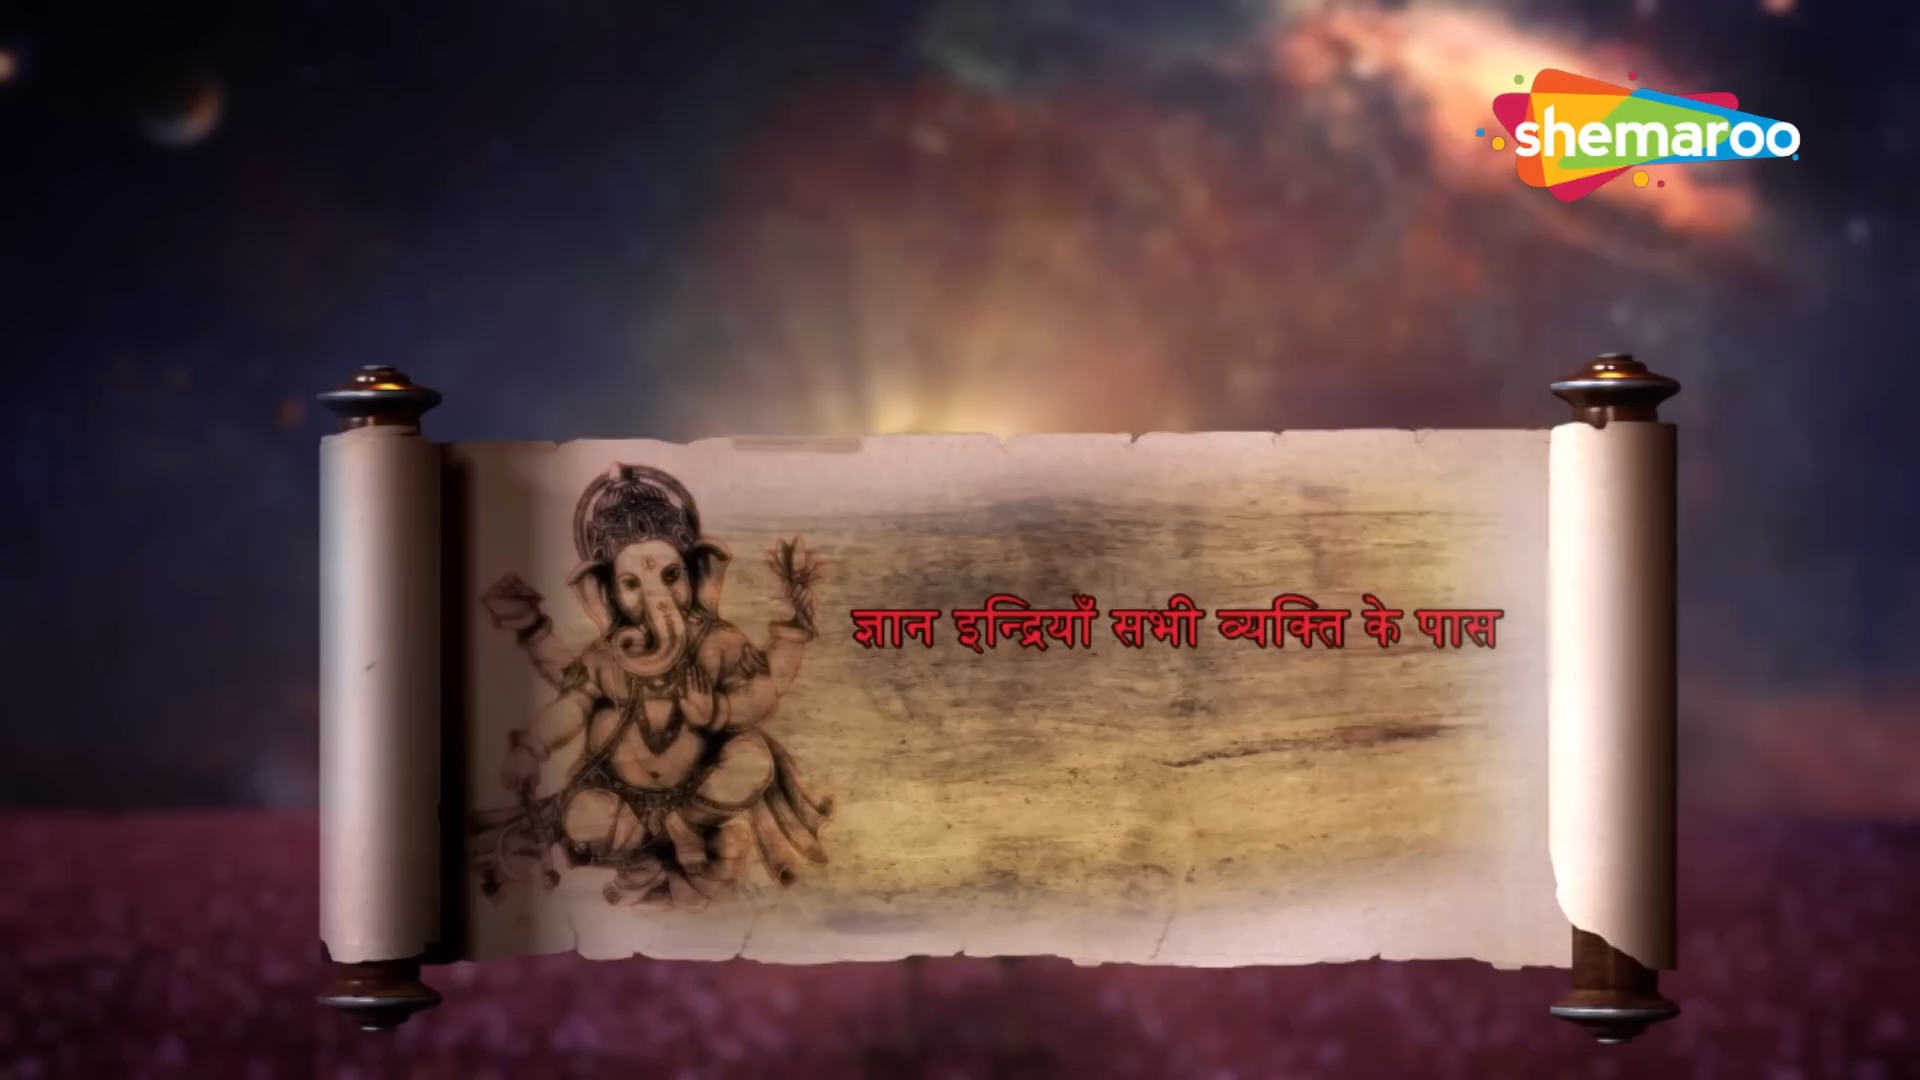 shemaroo
ज्ञान इन्द्रियाँ सभी व्यक्ति के पास